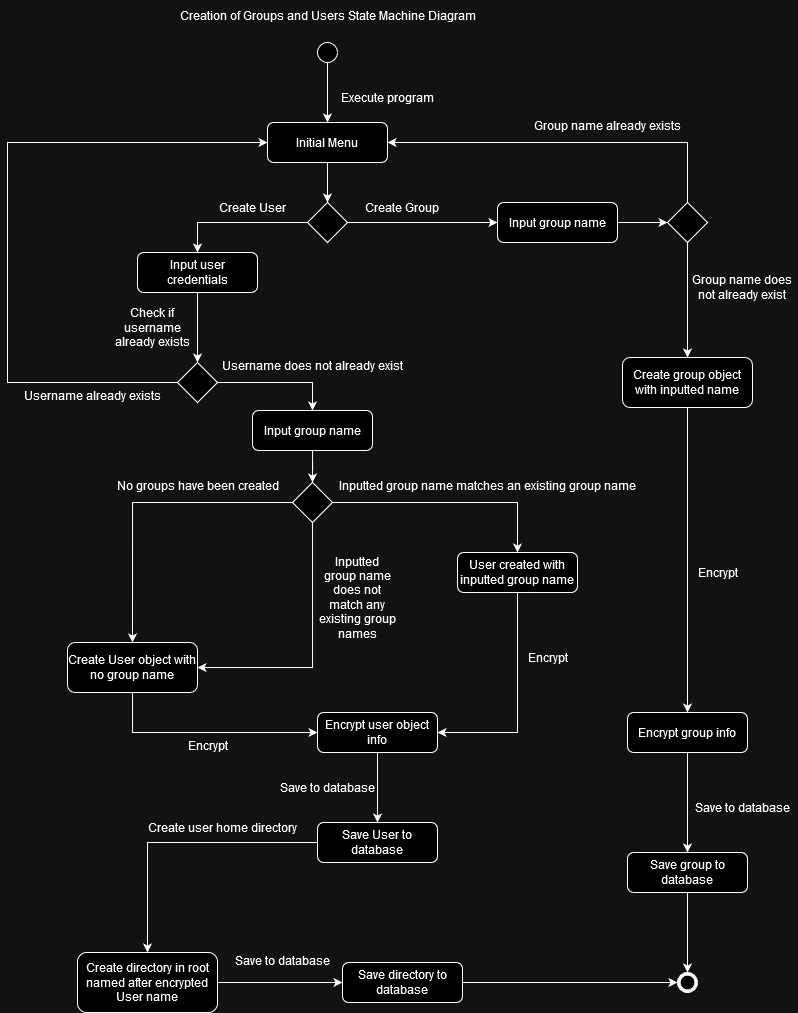 Creation of Groups and Users State Machine Diagram
Execute program
Group name already exists
Initial Menu
Create User
Create Group
Input group name
Input user
credentials
Group name does
not already exist
Check if
username
already exists
Username does not already exist
Create group object
with inputted name
Username already exists
Input group name
No groups have been created
Inputted group name matches an existing group name
Inputted
group name
does not
match any
existing group
names
User created with
inputted group name
Encrypt
Create User object with
no group name
Encrypt
Encrypt user object
info
Encrypt group info
Encrypt
Save to database
Save to database
Create user home directory
Save User to
database
Save group to
database
Save to database
Create directory in root
named after encrypted
User name
Save directory to
database